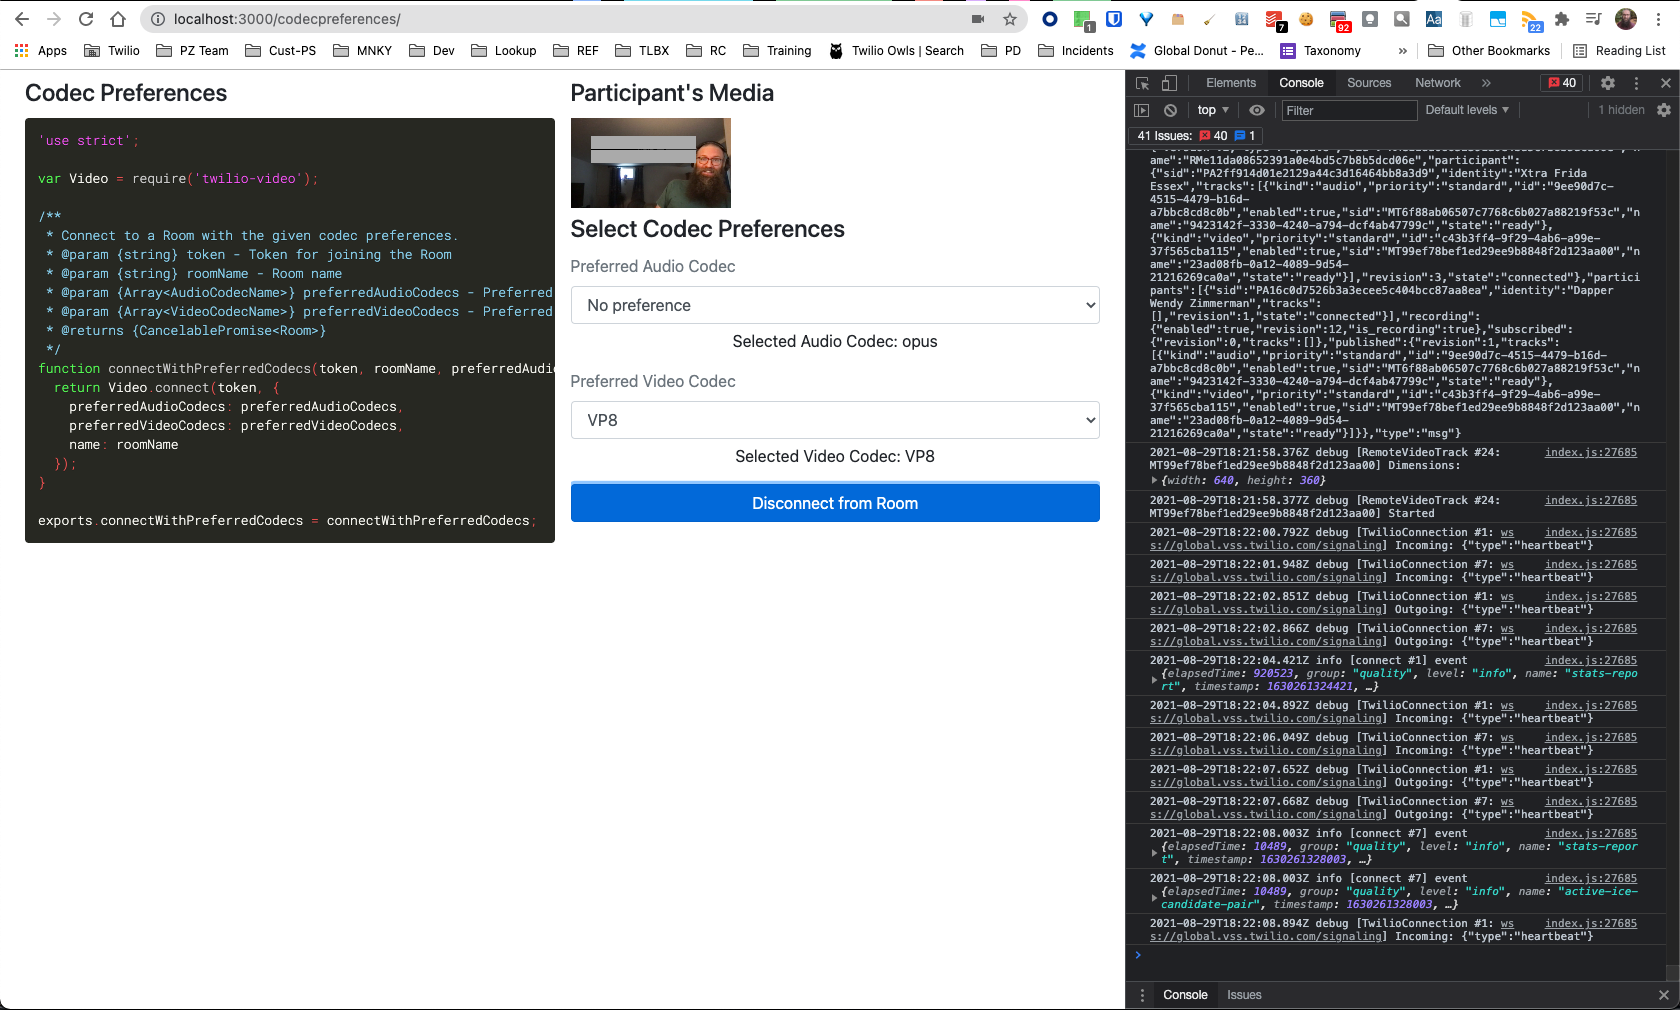 localhost:3000/codecpreferences/
1
7
92
22
Apps
Twilio
PZ Team
Cust-PS
MNKY
Dev
Lookup
REF
TLBX
RC
Training
Twilio Owls | Search
PD
Incidents
Global Donut - Pe...
Taxonomy
»
Other Bookmarks
Reading List
Codec Preferences
'use strict';
var Video = require('twilio-video');
/**
* Connect to a Room with the given codec preferences.
* @param {string} token - Token for joining the Room
* @param {string} roomName - Room name
* @param {Array<AudioCodecName>} preferredAudioCodecs - Preferred
* @param {Array<VideoCodecName>} preferredVideoCodecs - Preferred
* @returns {CancelablePromise<Room>}
*/
function connectWithPreferredCodecs(token, roomName, preferredAudio
return Video.connect(token, {
preferredAudioCodecs: preferredAudioCodecs,
preferredVideoCodecs: preferredVideoCodecs,
name: roomName
});
}
exports.connectWithPreferredCodecs = connectWithPreferredCodecs;
Participant's Media
Select Codec Preferences
Preferred Audio Codec
No preference
Selected Audio Codec: opus
Preferred Video Codec
VP8
Selected Video Codec: VP8
Disconnect from Room
Elements
Console
Sources
Network
»
40
top
Filter
Default levels
1 hidden
41 Issues: 40 1
ame":"RMe11da08652391a0e4bd5c7b8b5dcd06e","participant":
{"sid":"PA2ff914d01e2129a44c3d16464bb8a3d9","identity":"Xtra Frida
Essex","tracks":[{"kind":"audio","priority":"standard","id":"9ee90d7c-
4515-4479-b16d-
a7bbc8cd8c0b","enabled":true,"sid":"MT6f88ab06507c7768c6b027a88219f53c","n
ame":"9423142f-3330-4240-a794-dcf4ab47799c","state":"ready"},
{"kind":"video","priority":"standard","id":"c43b3ff4-9f29-4ab6-a99e-
37f565cba115","enabled":true,"sid":"MT99ef78bef1ed29ee9b8848f2d123aa00","n
ame":"23ad08fb-0a12-4089-9d54-
21216269ca0a","state":"ready"}],"revision":3,"state":"connected"},"partici
pants":[{"sid":"PA16c0d7526b3a3ecee5c404bcc87aa8ea","identity":"Dapper
Wendy Zimmerman","tracks":
[],"revision":1,"state":"connected"}],"recording":
{"enabled":true,"revision":12,"is_recording":true},"subscribed":
{"revision":0,"tracks":[]},"published":{"revision":1,"tracks":
[{"kind":"audio","priority":"standard","id":"9ee90d7c-4515-4479-b16d-
a7bbc8cd8c0b","enabled":true,"sid":"MT6f88ab06507c7768c6b027a88219f53c","n
ame":"9423142f-3330-4240-a794-dcf4ab47799c","state":"ready"},
{"kind":"video","priority":"standard","id":"c43b3ff4-9f29-4ab6-a99e-
37f565cba115","enabled":true,"sid":"MT99ef78bef1ed29ee9b8848f2d123aa00","n
ame":"23ad08fb-0a12-4089-9d54-
21216269ca0a","state":"ready"}]}},"type":"msg"}
2021-08-29T18:21:58.376Z debug [RemoteVideoTrack #24: index.js:27685
MT99ef78bef1ed29ee9b8848f2d123aa00] Dimensions:
{width: 640, height: 360}
2021-08-29T18:21:58.377Z debug [RemoteVideoTrack #24: index.js:27685
MT99ef78bef1ed29ee9b8848f2d123aa00] Started
2021-08-29T18:22:00.792Z debug [TwilioConnection #1: ws index.js:27685
s://global.vss.twilio.com/signaling] Incoming: {"type":"heartbeat"}
2021-08-29T18:22:01.948Z debug [TwilioConnection #7: ws index.js:27685
s://global.vss.twilio.com/signaling] Incoming: {"type":"heartbeat"}
2021-08-29T18:22:02.851Z debug [TwilioConnection #1: ws index.js:27685
s://global.vss.twilio.com/signaling] Outgoing: {"type":"heartbeat"}
2021-08-29T18:22:02.866Z debug [TwilioConnection #7: ws index.js:27685
s://global.vss.twilio.com/signaling] Outgoing: {"type":"heartbeat"}
2021-08-29T18:22:04.421Z info [connect #1] event index.js:27685
{elapsedTime: 920523, group: "quality", level: "info", name: "stats-repo
rt", timestamp: 1630261324421, …}
2021-08-29T18:22:04.892Z debug [TwilioConnection #1: ws index.js:27685
s://global.vss.twilio.com/signaling] Incoming: {"type":"heartbeat"}
2021-08-29T18:22:06.049Z debug [TwilioConnection #7: ws index.js:27685
s://global.vss.twilio.com/signaling] Incoming: {"type":"heartbeat"}
2021-08-29T18:22:07.652Z debug [TwilioConnection #1: ws index.js:27685
s://global.vss.twilio.com/signaling] Outgoing: {"type":"heartbeat"}
2021-08-29T18:22:07.668Z debug [TwilioConnection #7: ws index.js:27685
s://global.vss.twilio.com/signaling] Outgoing: {"type":"heartbeat"}
2021-08-29T18:22:08.003Z info [connect #7] event index.js:27685
{elapsedTime: 10489, group: "quality", level: "info", name: "stats-repor
t", timestamp: 1630261328003, …}
2021-08-29T18:22:08.003Z info [connect #7] event index.js:27685
{elapsedTime: 10489, group: "quality", level: "info", name: "active-ice-
candidate-pair", timestamp: 1630261328003, …}
2021-08-29T18:22:08.894Z debug [TwilioConnection #1: ws index.js:27685
s://global.vss.twilio.com/signaling] Incoming: {"type":"heartbeat"}
Console
Issues